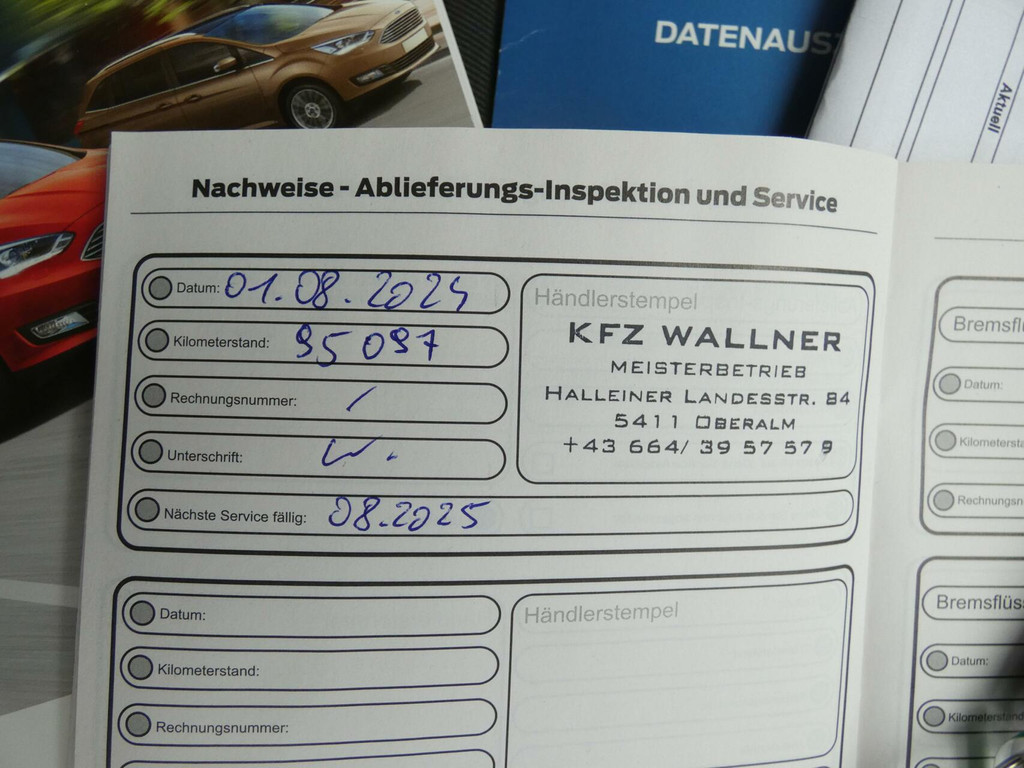 DATENAUS
Aktuell
Nachweise - Ablieferungs-Inspektion und Service
Datum: 01.08.2024
Kilometerstand: 95097
Rechnungsnummer: /
Unterschrift: W.
Nächste Service fällig: 08.2025
Händlerstempel
KFZ WALLNER
MEISTERBETRIEB
HALLEINER LANDESSTR. 84
5411 OBERALM
+43 664/ 39 57 57 9
Datum:
Kilometerstand:
Rechnungsnummer:
Händlerstempel
Bremsflü
Datum:
Kilometersta
Rechnungsn
Bremsflüss
Datum:
Kilometerstand